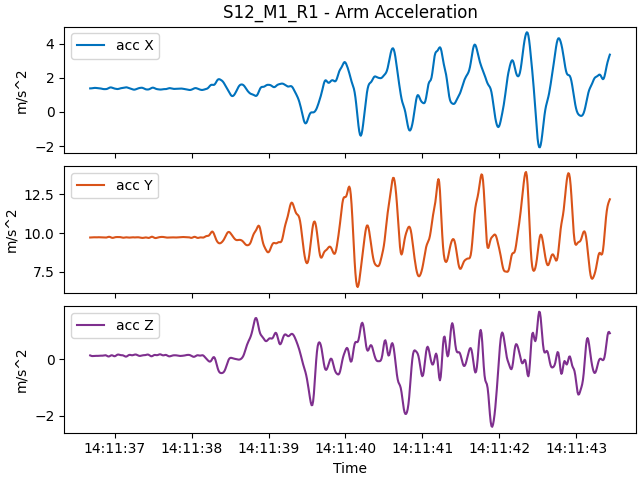 S12_M1_R1 - Arm Acceleration
acc X
4
2
0
−2
m/s^2
acc Y
12.5
10.0
7.5
m/s^2
acc Z
0
−2
m/s^2
14:11:37 14:11:38 14:11:39 14:11:40 14:11:41 14:11:42 14:11:43
Time